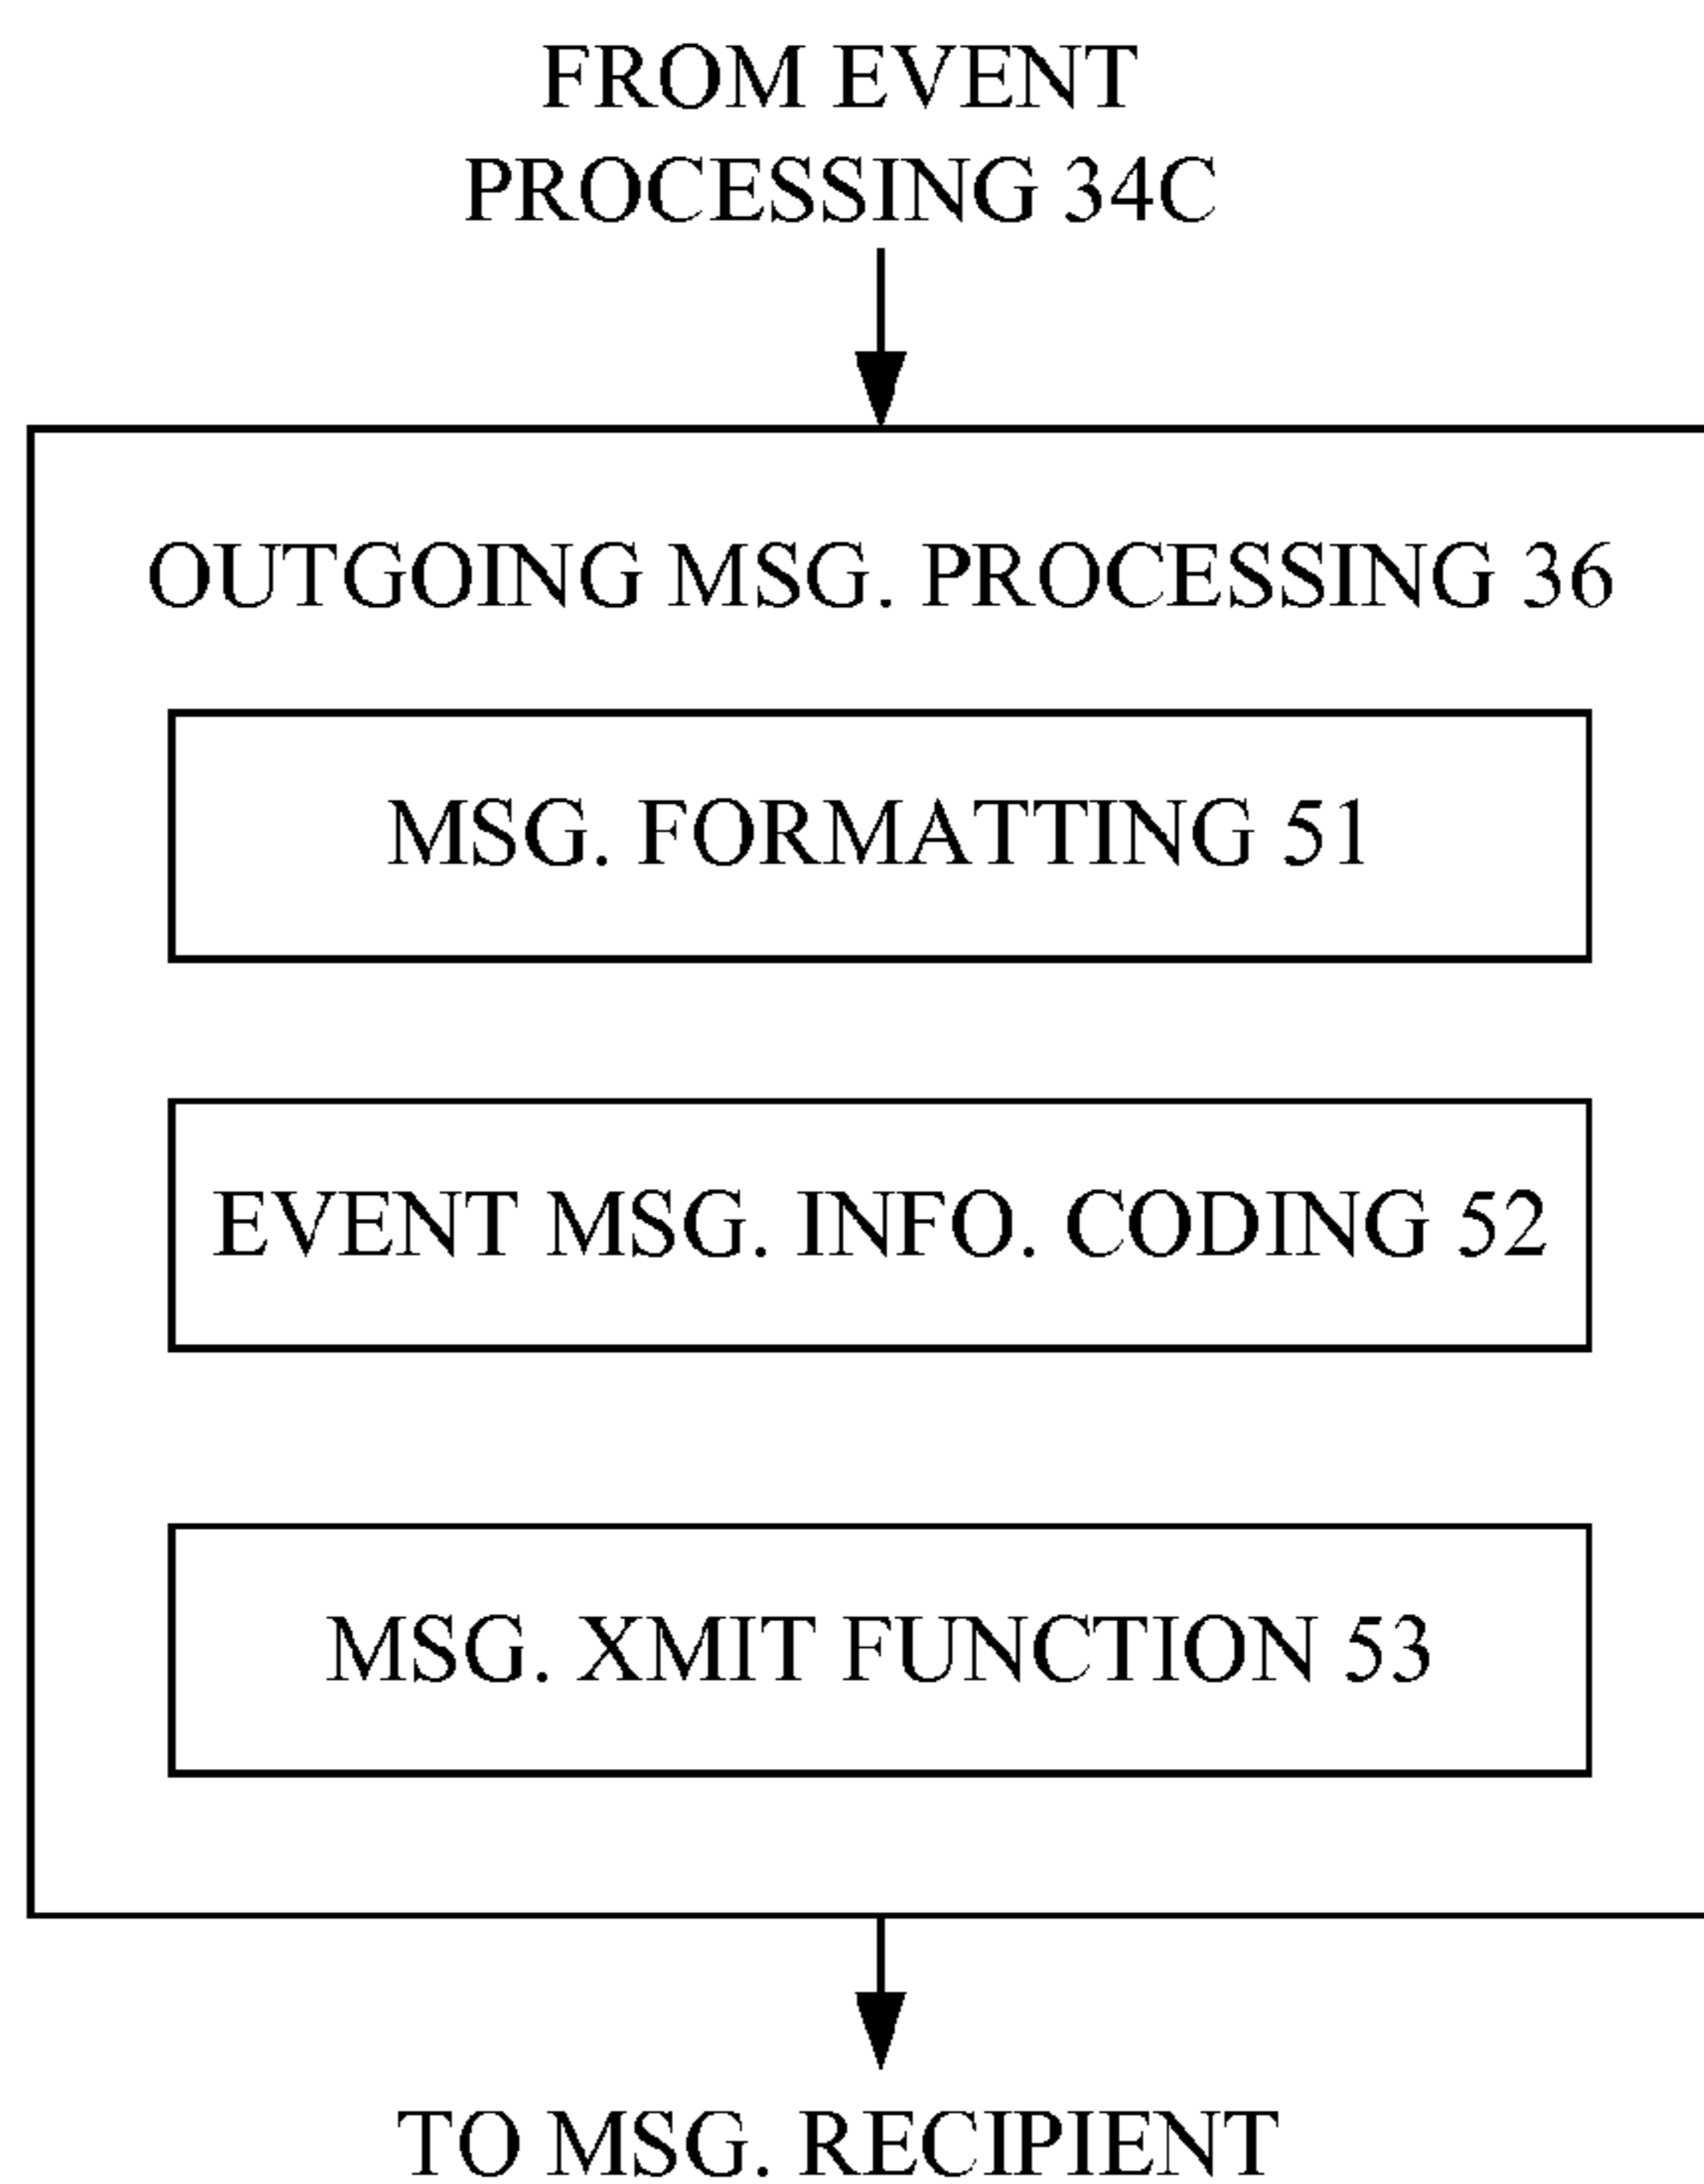 FROM EVENT
PROCESSING 34C
OUTGOING MSG. PROCESSING 36
MSG. FORMATTING 51
EVENT MSG. INFO. CODING 52
MSG. XMIT FUNCTION 53
TO MSG. RECIPIENT